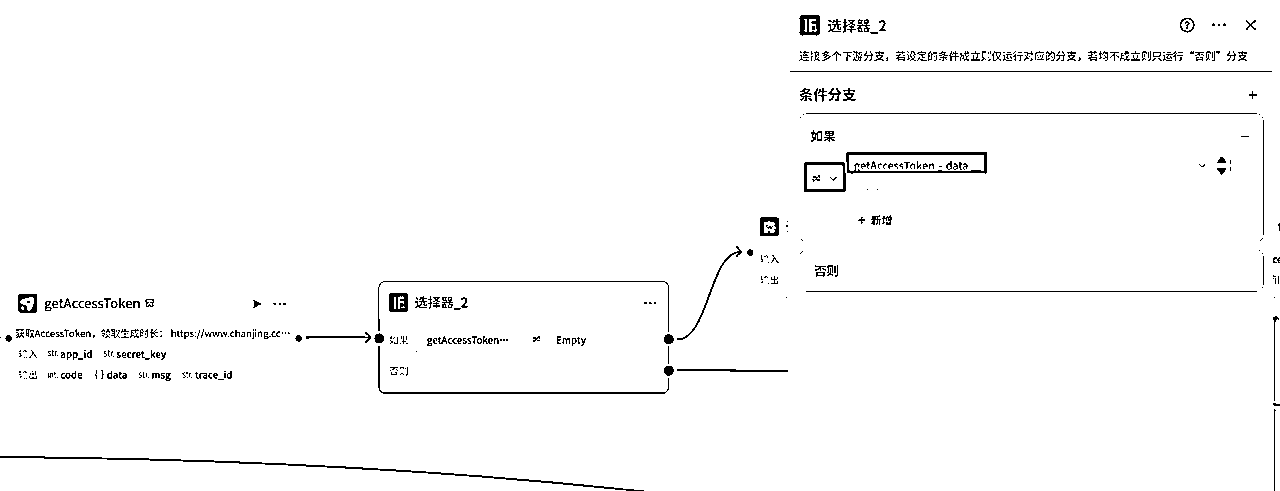 getAccessToken
获取AccessToken，领取生成时长： https://www.chanjing.cc…
输入 str. app_id str. secret_key
输出 int. code { } data str. msg str. trace_id
IF 选择器_2
如果 getAccessToken… ≠ Empty
否则
输入
输出
IF 选择器_2
连接多个下游分支，若设定的条件成立则仅运行对应的分支，若均不成立则只运行“否则”分支
条件分支
如果
≠ getAccessToken - data
+ 新增
否则